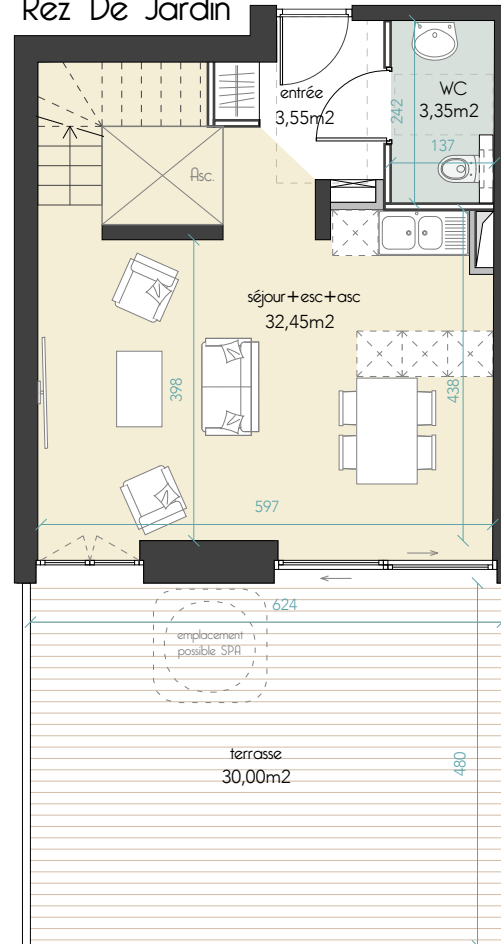 Rez De Jardin
entrée
3,55m2
WC
3,35m2
242
137
Asc.
séjour+esc+asc
32,45m2
398
438
597
624
emplacement
possible SPA
terrasse
30,00m2
480